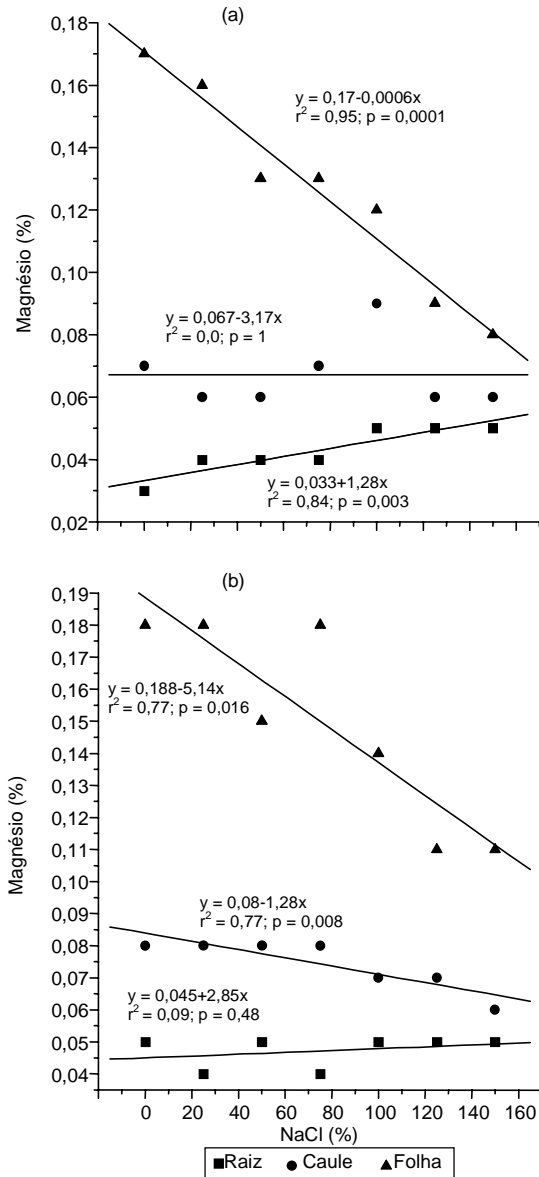 (a)
0,18
0,16
0,14
0,12
0,10
0,08
0,06
0,04
0,02
Magnésio (%)
y = 0,17-0,0006x
r² = 0,95; p = 0,0001
y = 0,067-3,17x
r² = 0,0; p = 1
y = 0,033+1,28x
r² = 0,84; p = 0,003
(b)
0,19
0,18
0,17
0,16
0,15
0,14
0,13
0,12
0,11
0,10
0,09
0,08
0,07
0,06
0,05
0,04
Magnésio (%)
y = 0,188-5,14x
r² = 0,77; p = 0,016
y = 0,08-1,28x
r² = 0,77; p = 0,008
y = 0,045+2,85x
r² = 0,09; p = 0,48
0 20 40 60 80 100 120 140 160
NaCl (%)
Raiz Caule Folha